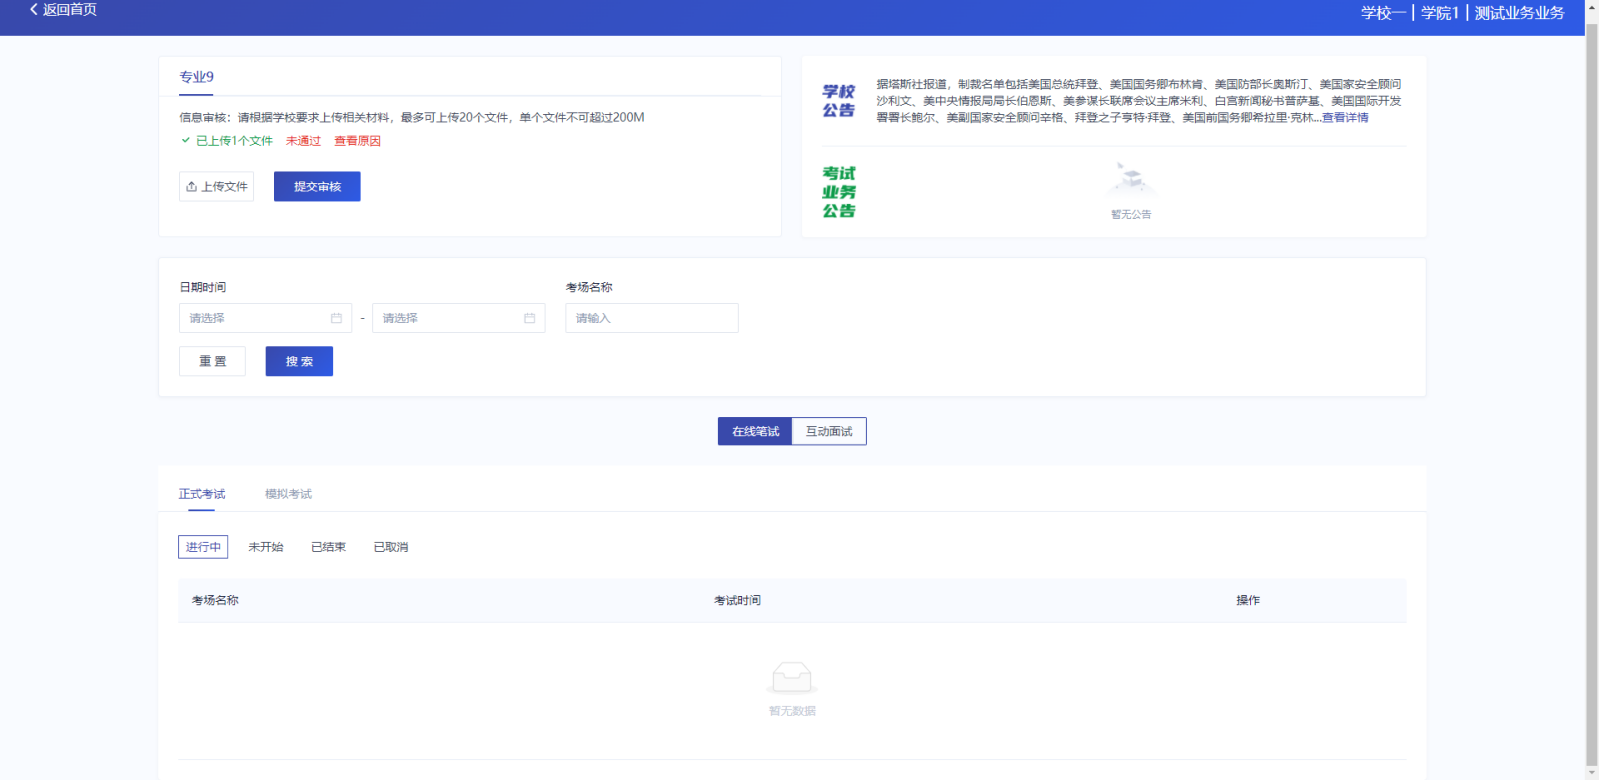 返回首页
学校一 | 学院1 | 测试业务业务
专业9
信息审核：请根据学校要求上传相关材料，最多可上传20个文件，单个文件不可超过200M
已上传1个文件 未通过 查看原因
上传文件 提交审核
学校
公告
据塔斯社报道，制裁名单包括美国总统拜登、美国国务卿布林肯、美国防部长奥斯汀、美国家安全顾问
沙利文、美中央情报局局长伯恩斯、美参谋长联席会议主席米利、白宫新闻秘书普萨基、美国国际开发
署署长鲍尔、美副国家安全顾问辛格、拜登之子亨特·拜登、美国前国务卿希拉里·克林...查看详情
考试
业务
公告
暂无公告
日期时间 考场名称
请选择 - 请选择 请输入
重 置 搜 索
在线笔试 互动面试
正式考试 模拟考试
进行中 未开始 已结束 已取消
考场名称 考试时间 操作
暂无数据